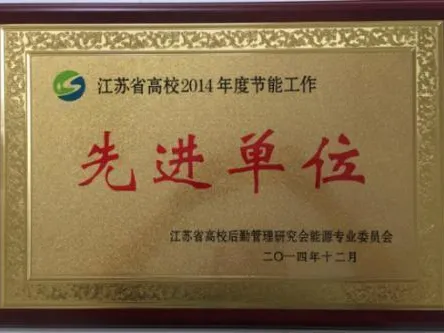 江苏省高校2014年度节能工作
先进单位
江苏省高校后勤管理研究会能源专业委员会
二〇一四年十二月